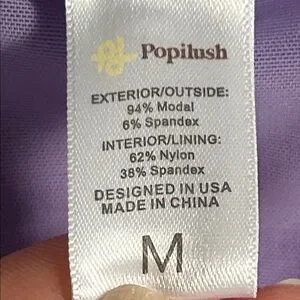 Popilush
EXTERIOR/OUTSIDE:
94% Modal
6% Spandex
INTERIOR/LINING:
62% Nylon
38% Spandex
DESIGNED IN USA
MADE IN CHINA
M